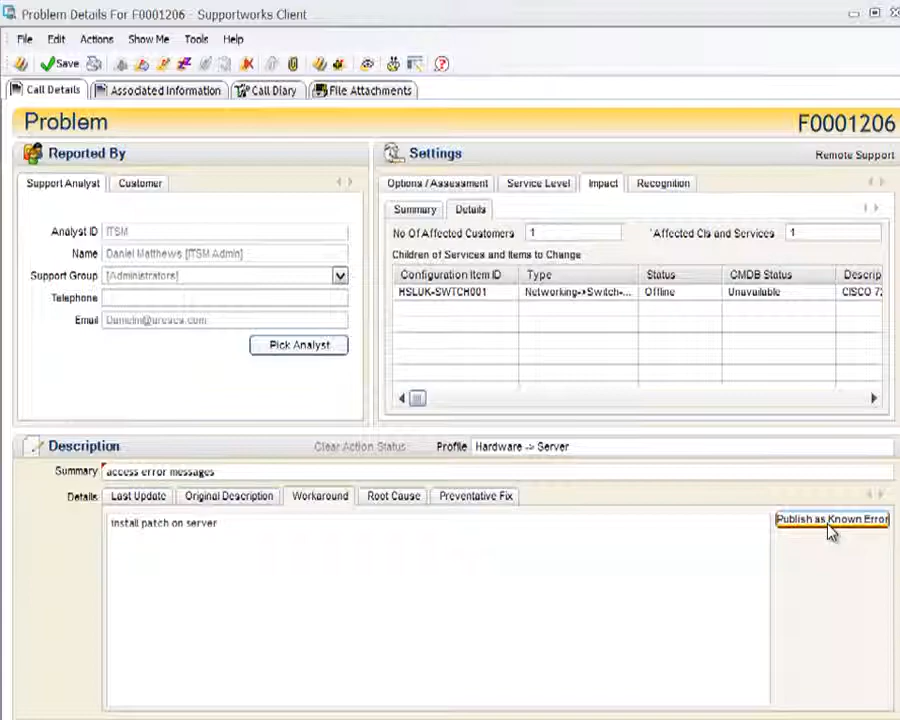 Problem Details For F0001206 - Supportworks Client
File Edit Actions Show Me Tools Help
Save
Call Details Associated Information Call Diary File Attachments
Problem F0001206
Reported By
Settings Remote Support
Support Analyst Customer
Options / Assessment Service Level Impact Recognition
Summary Details
Analyst ID ITSM
Name Daniel Matthews [ITSM Admin]
Support Group [Administrators]
Telephone
Email
Pick Analyst
No Of Affected Customers 1 Affected CIs and Services 1
Children of Services and Items to Change
Configuration Item ID Type Status CMDB Status Descrip
HSLUK-SWTCH001 Networking->Switch-... Offline Unavailable CISCO 72
Description Clear Action Status Profile Hardware -> Server
Summary access error messages
Details Last Update Original Description Workaround Root Cause Preventative Fix
install patch on server
Publish as Known Error